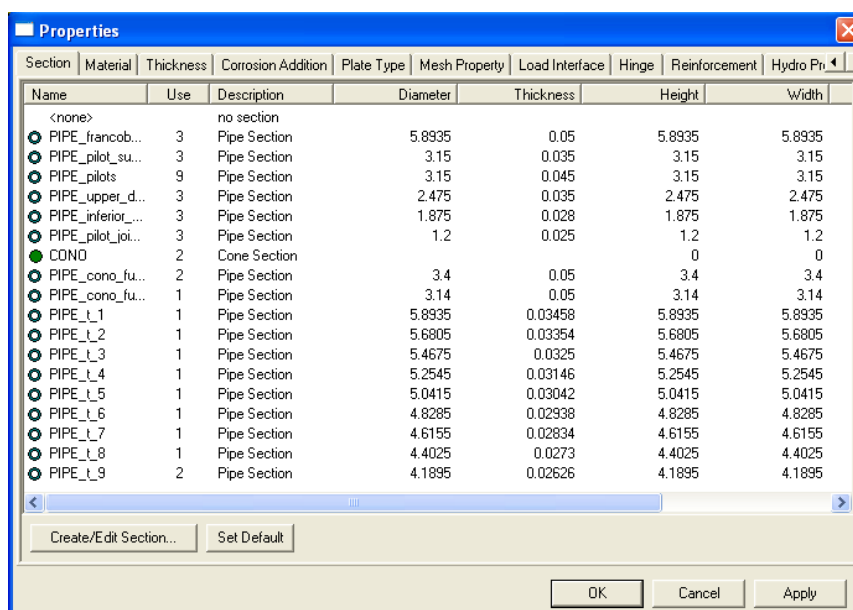 Properties
Section Material Thickness Corrosion Addition Plate Type Mesh Property Load Interface Hinge Reinforcement Hydro Pr
Name Use Description Diameter Thickness Height Width
<none> no section
PIPE_francob... 3 Pipe Section 5.8935 0.05 5.8935 5.8935
PIPE_pilot_su... 3 Pipe Section 3.15 0.035 3.15 3.15
PIPE_pilots 9 Pipe Section 3.15 0.045 3.15 3.15
PIPE_upper_d... 3 Pipe Section 2.475 0.035 2.475 2.475
PIPE_inferior_... 3 Pipe Section 1.875 0.028 1.875 1.875
PIPE_pilot_joi... 3 Pipe Section 1.2 0.025 1.2 1.2
CONO 2 Cone Section 0 0
PIPE_cono_fu... 2 Pipe Section 3.4 0.05 3.4 3.4
PIPE_cono_fu... 1 Pipe Section 3.14 0.05 3.14 3.14
PIPE_t_1 1 Pipe Section 5.8935 0.03458 5.8935 5.8935
PIPE_t_2 1 Pipe Section 5.6805 0.03354 5.6805 5.6805
PIPE_t_3 1 Pipe Section 5.4675 0.0325 5.4675 5.4675
PIPE_t_4 1 Pipe Section 5.2545 0.03146 5.2545 5.2545
PIPE_t_5 1 Pipe Section 5.0415 0.03042 5.0415 5.0415
PIPE_t_6 1 Pipe Section 4.8285 0.02938 4.8285 4.8285
PIPE_t_7 1 Pipe Section 4.6155 0.02834 4.6155 4.6155
PIPE_t_8 1 Pipe Section 4.4025 0.0273 4.4025 4.4025
PIPE_t_9 2 Pipe Section 4.1895 0.02626 4.1895 4.1895
Create/Edit Section... Set Default
OK Cancel Apply